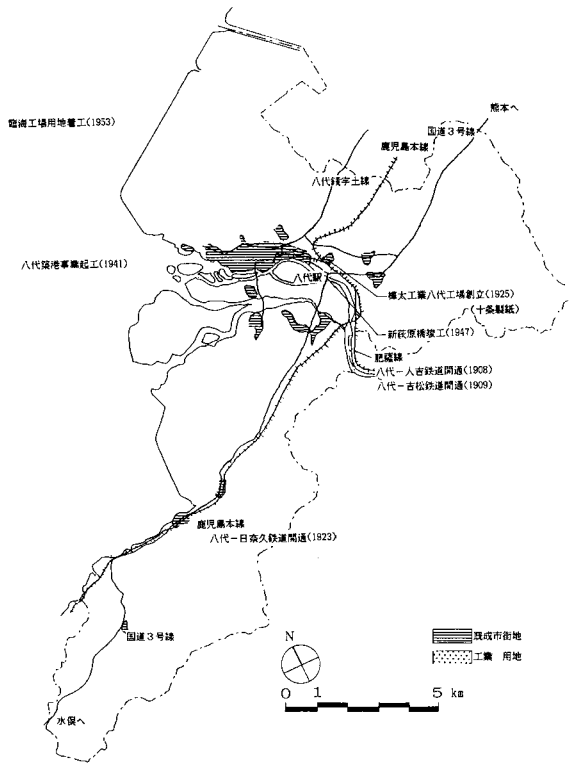 熊本へ
国道3号線
鹿児島本線
臨海工場用地着工(1953)
八代鏡宇土線
八代築港事業起工(1941)
八代駅
樺太工業八代工場創立(1925)
(十条製紙)
新萩原橋竣工(1947)
肥薩線
八代-人吉鉄道開通(1908)
八代-吉松鉄道開通(1909)
鹿児島本線
八代-日奈久鉄道開通(1923)
国道3号線
水俣へ
既成市街地
工業 用地
N
0 1 5 km